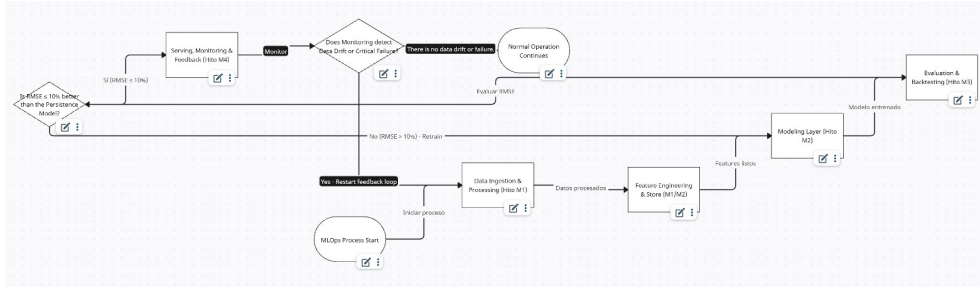 Does Monitoring detect
Data Drift or Critical Failure?
Serving, Monitoring &
Feedback (Hito M4)
Monitor
There is no data drift or failure.
Normal Operation
Continues
Evaluation &
Backtesting (Hito M3)
Sí (RMSE ≤ 10%)
Evaluar RMSE
Is RMSE ≤ 10% better
than the Persistence
Model?
Modelo entrenado
No (RMSE > 10%) - Retrain
Modeling Layer (Hito
M2)
Features listos
Yes - Restart feedback loop
Data Ingestion &
Processing (Hito M1)
Datos procesados
Feature Engineering
& Store (M1/M2)
Iniciar proceso
MLOps Process Start